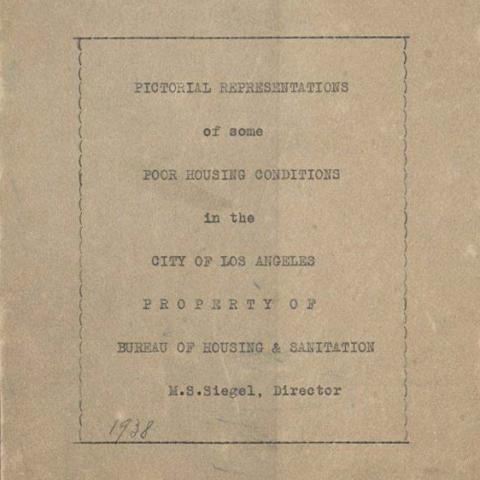 PICTORIAL REPRESENTATIONS
of some
POOR HOUSING CONDITIONS
in the
CITY OF LOS ANGELES
PROPERTY OF
BUREAU OF HOUSING & SANITATION
M.S.Siegel, Director
1938